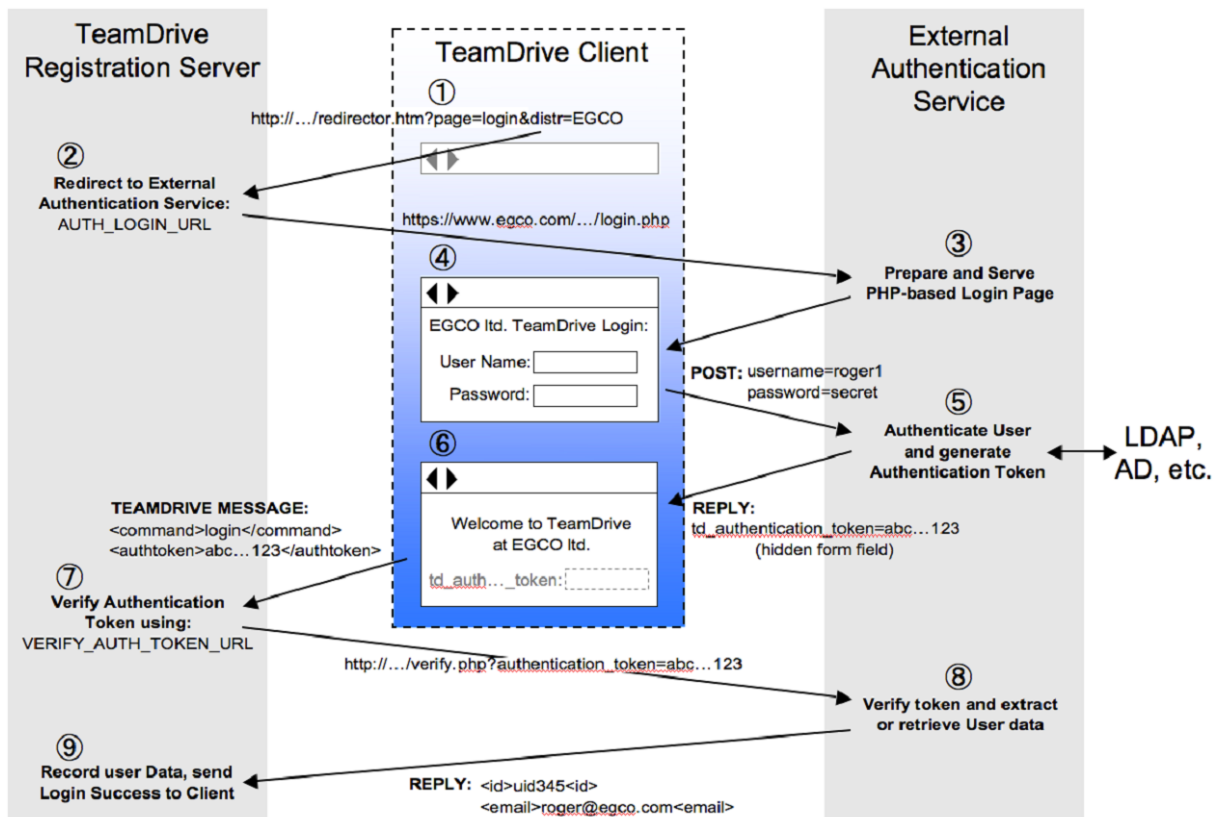 TeamDrive
Registration Server
TeamDrive Client
External
Authentication
Service
①
http://.../redirector.htm?page=login&distr=EGCO
②
Redirect to External
Authentication Service:
AUTH_LOGIN_URL
https://www.egco.com/.../login.php
③
Prepare and Serve
PHP-based Login Page
④
EGCO ltd. TeamDrive Login:
User Name:
Password:
POST: username=roger1
password=secret
⑤
Authenticate User
and generate
Authentication Token
LDAP,
AD, etc.
⑥
Welcome to TeamDrive
at EGCO ltd.
td_auth..._token:
REPLY:
td_authentication_token=abc...123
(hidden form field)
TEAMDRIVE MESSAGE:
<command>login</command>
<authtoken>abc...123</authtoken>
⑦
Verify Authentication
Token using:
VERIFY_AUTH_TOKEN_URL
http://.../verify.php?authentication_token=abc...123
⑧
Verify token and extract
or retrieve User data
⑨
Record user Data, send
Login Success to Client
REPLY: <id>uid345<id>
<email>roger@egco.com<email>